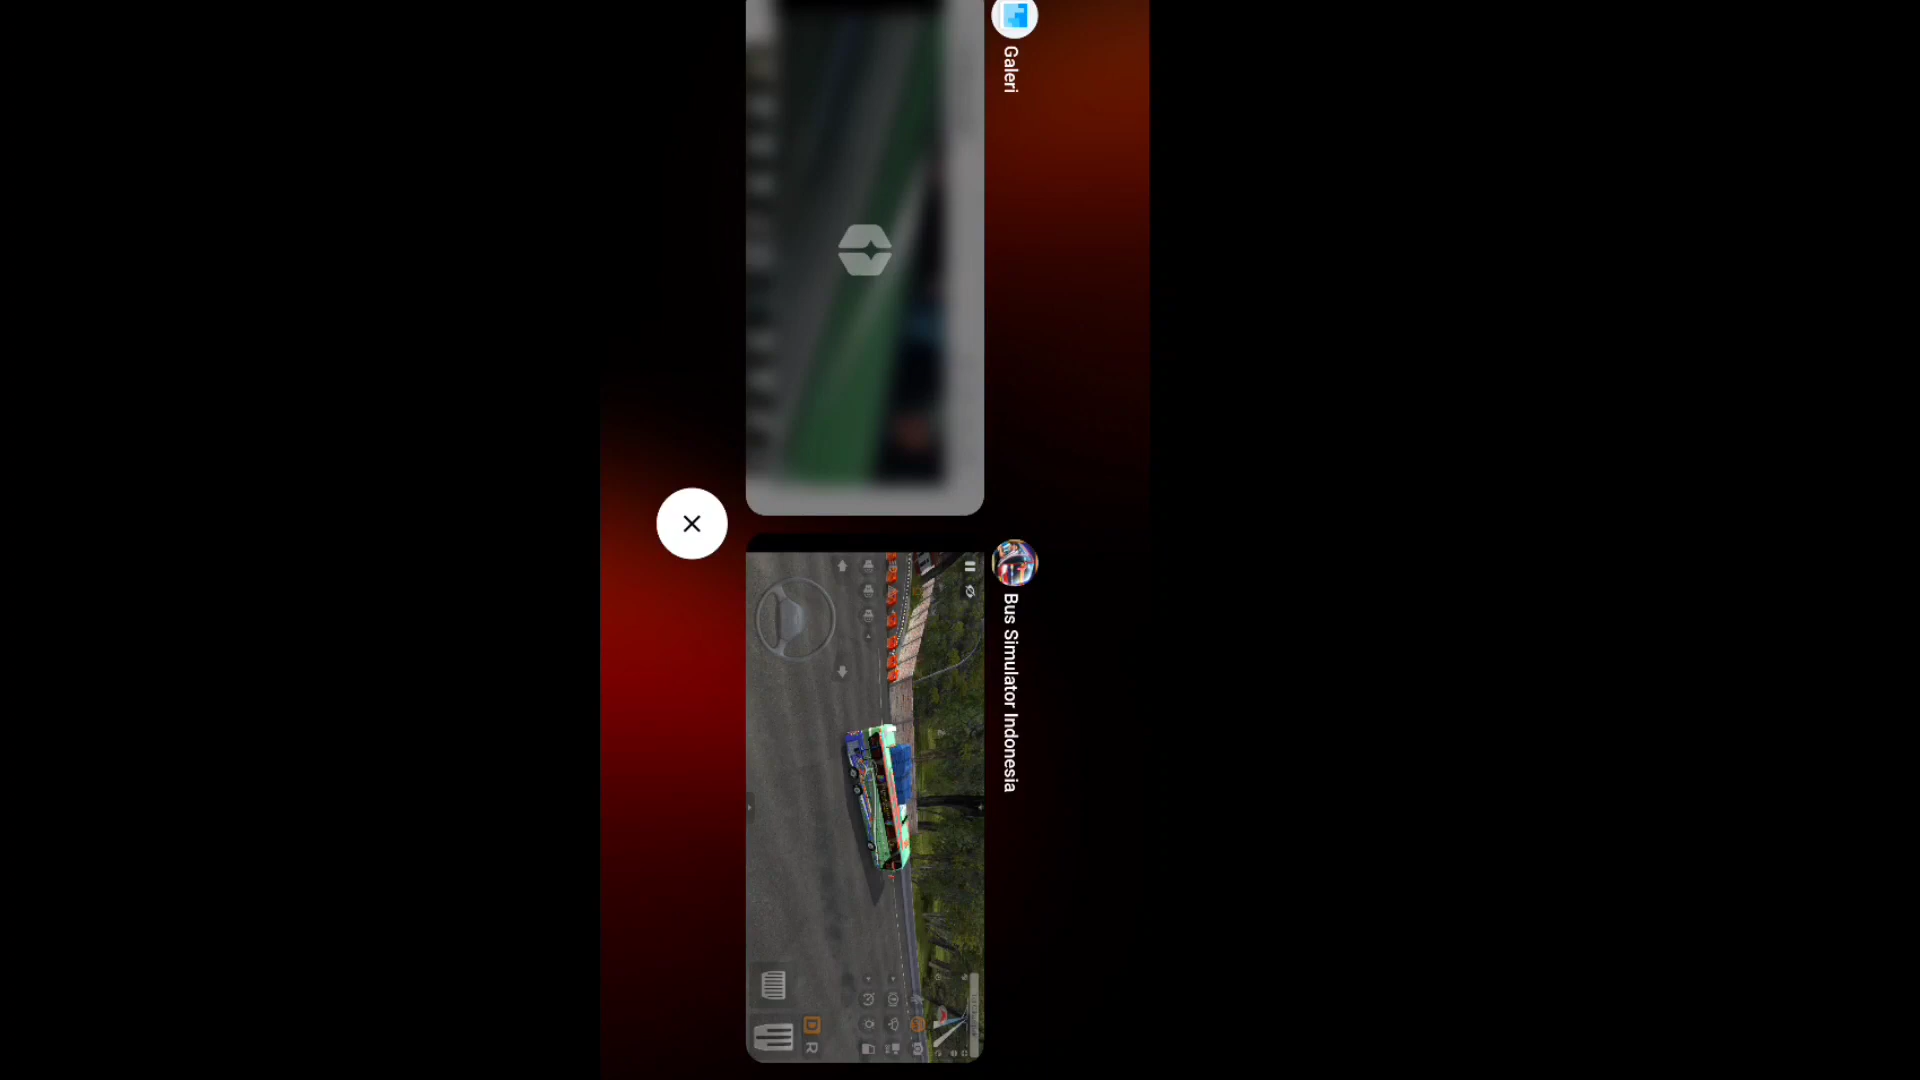 Galeri
Bus Simulator Indonesia
D
R